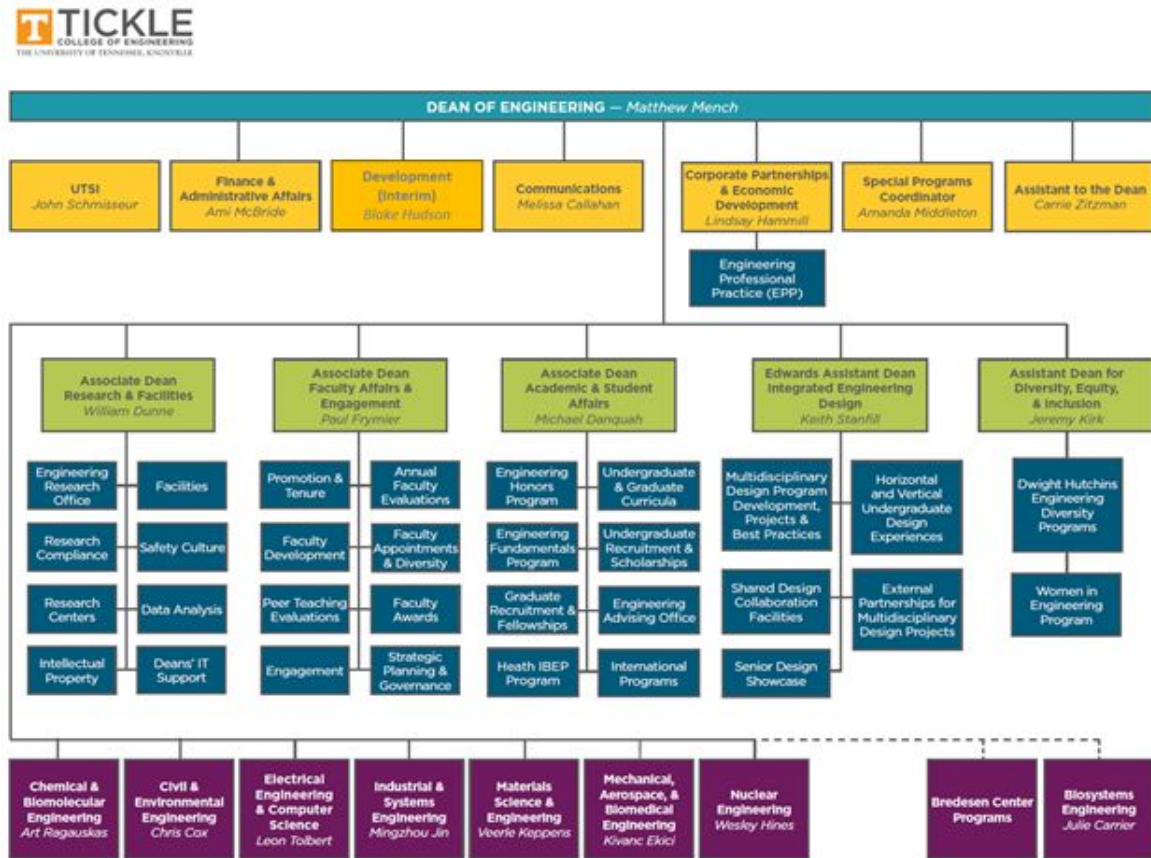 T TICKLE
COLLEGE OF ENGINEERING
THE UNIVERSITY OF TENNESSEE, KNOXVILLE
DEAN OF ENGINEERING — Matthew Mench
UTSI
John Schmisseur
Finance &
Administrative Affairs
Ami McBride
Development
(Interim)
Blake Hudson
Communications
Melissa Callahan
Corporate Partnerships
& Economic
Development
Lindsay Hammill
Special Programs
Coordinator
Amanda Middleton
Assistant to the Dean
Carrie Zitzman
Engineering
Professional
Practice (EPP)
Associate Dean
Research & Facilities
William Dunne
Associate Dean
Faculty Affairs &
Engagement
Paul Frymier
Associate Dean
Academic & Student
Affairs
Michael Danquah
Edwards Assistant Dean
Integrated Engineering
Design
Keith Stanfill
Assistant Dean for
Diversity, Equity,
& Inclusion
Jeremy Kirk
Engineering
Research
Office
Facilities
Research
Compliance
Safety Culture
Research
Centers
Data Analysis
Intellectual
Property
Deans' IT
Support
Promotion &
Tenure
Annual
Faculty
Evaluations
Faculty
Development
Faculty
Appointments
& Diversity
Peer Teaching
Evaluations
Faculty
Awards
Engagement
Strategic
Planning &
Governance
Engineering
Honors
Program
Undergraduate
& Graduate
Curricula
Engineering
Fundamentals
Program
Undergraduate
Recruitment &
Scholarships
Graduate
Recruitment &
Fellowships
Engineering
Advising Office
Heath IBEP
Program
International
Programs
Multidisciplinary
Design Program
Development,
Projects &
Best Practices
Horizontal
and Vertical
Undergraduate
Design
Experiences
Shared Design
Collaboration
Facilities
External
Partnerships for
Multidisciplinary
Design Projects
Senior Design
Showcase
Dwight Hutchins
Engineering
Diversity
Programs
Women in
Engineering
Program
Chemical &
Biomolecular
Engineering
Art Ragauskas
Civil &
Environmental
Engineering
Chris Cox
Electrical
Engineering
& Computer
Science
Leon Tolbert
Industrial &
Systems
Engineering
Mingzhou Jin
Materials
Science &
Engineering
Veerle Keppens
Mechanical,
Aerospace, &
Biomedical
Engineering
Kivanc Ekici
Nuclear
Engineering
Wesley Hines
Bredesen Center
Programs
Biosystems
Engineering
Julie Carrier